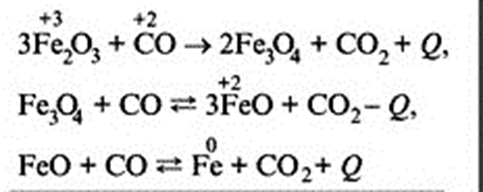 +3 +2
3Fe₂O₃ + CO → 2Fe₃O₄ + CO₂ + Q,
+2
Fe₃O₄ + CO ⇌ 3FeO + CO₂ – Q,
0
FeO + CO ⇌ Fe + CO₂ + Q